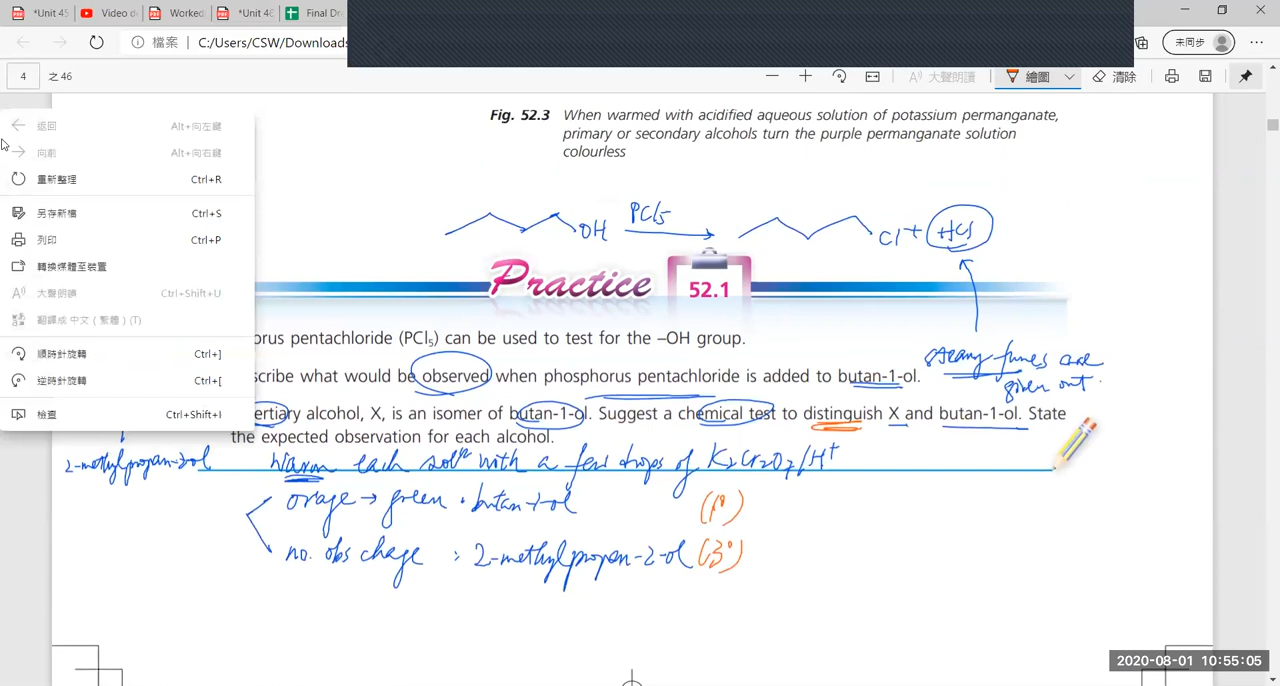 *Unit 45
Video d
Worked
*Unit 46
Final Dr
檔案 C:/Users/CSW/Downloads
未同步
4 之 46
大聲朗讀 繪圖 清除
返回 Alt+向左鍵
向前 Alt+向右鍵
重新整理 Ctrl+R
另存新檔 Ctrl+S
列印 Ctrl+P
轉換媒體至裝置
大聲朗讀 Ctrl+Shift+U
翻譯成 中文 ( 繁體 ) (T)
順時針旋轉 Ctrl+]
逆時針旋轉 Ctrl+[
檢查 Ctrl+Shift+I
Fig. 52.3 When warmed with acidified aqueous solution of potassium permanganate,
primary or secondary alcohols turn the purple permanganate solution
colourless
OH PCl5 Cl + HCl
Practice 52.1
orus pentachloride (PCl5) can be used to test for the –OH group.
steamy fumes are
given out.
scribe what would be observed when phosphorus pentachloride is added to butan-1-ol.
ertiary alcohol, X, is an isomer of butan-1-ol. Suggest a chemical test to distinguish X and butan-1-ol. State
the expected observation for each alcohol.
2-methylpropan-2-ol
Warm each solⁿ with a few drops of K2Cr2O7/H+
orage → green : butan-1-ol (1°)
no. obs chage : 2-methylpropan-2-ol (3°)
2020-08-01 10:55:05